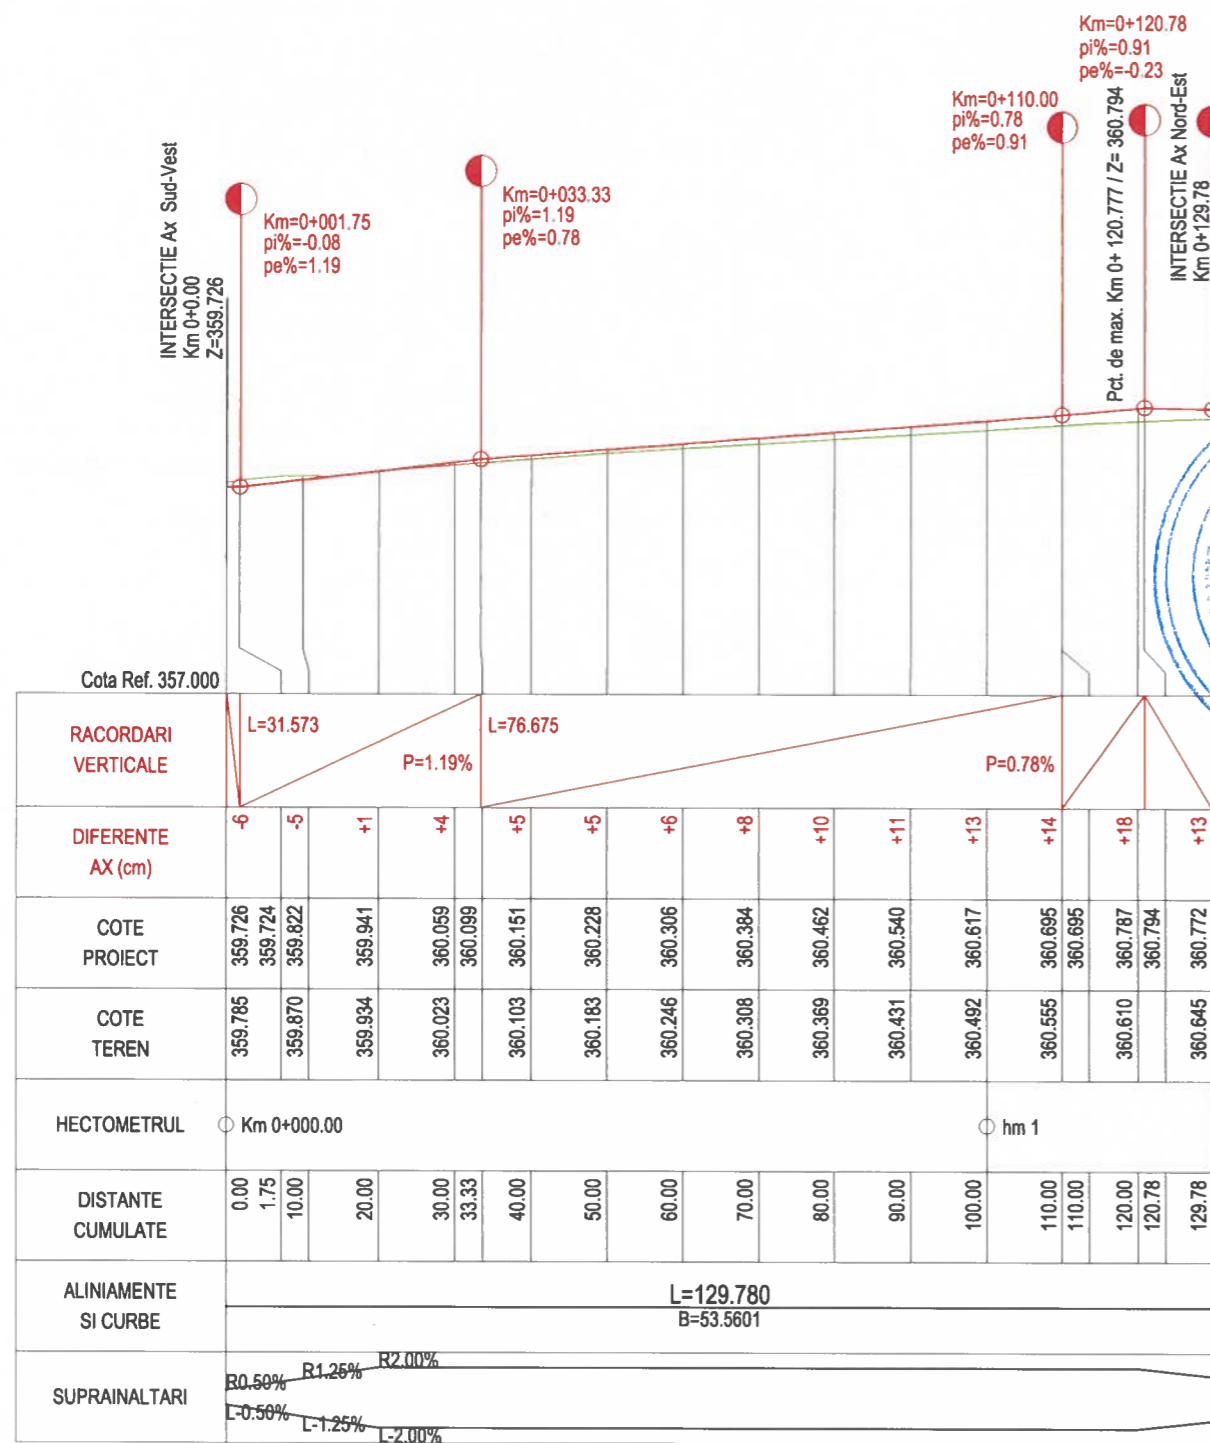 Km=0+120.78
pi%=0.91
pe%=-0.23
Km=0+110.00
pi%=0.78
pe%=0.91
Pct. de max. Km 0+ 120.777 / Z= 360.794
INTERSECTIE Ax Nord-Est
Km 0+129.78
INTERSECTIE Ax Sud-Vest
Km 0+0.00
Z=359.726
Km=0+001.75
pi%=-0.08
pe%=1.19
Km=0+033.33
pi%=1.19
pe%=0.78
Cota Ref. 357.000
RACORDARI
VERTICALE
L=31.573
P=1.19%
L=76.675
P=0.78%
DIFERENTE
AX (cm)
-6 -5 +1 +4 +5 +5 +6 +8 +10 +11 +13 +14 +18 +13
COTE
PROIECT
359.726 359.724 359.822 359.941 360.059 360.099 360.151 360.228 360.306 360.384 360.462 360.540 360.617 360.695 360.695 360.787 360.794 360.772
COTE
TEREN
359.785 359.870 359.934 360.023 360.103 360.183 360.246 360.308 360.369 360.431 360.492 360.555 360.610 360.645
HECTOMETRUL
Km 0+000.00
hm 1
DISTANTE
CUMULATE
0.00 1.75 10.00 20.00 30.00 33.33 40.00 50.00 60.00 70.00 80.00 90.00 100.00 110.00 110.00 120.00 120.78 129.78
ALINIAMENTE
SI CURBE
L=129.780
B=53.5601
SUPRAINALTARI
R0.50%
R1.25%
R2.00%
L-0.50%
L-1.25%
L-2.00%